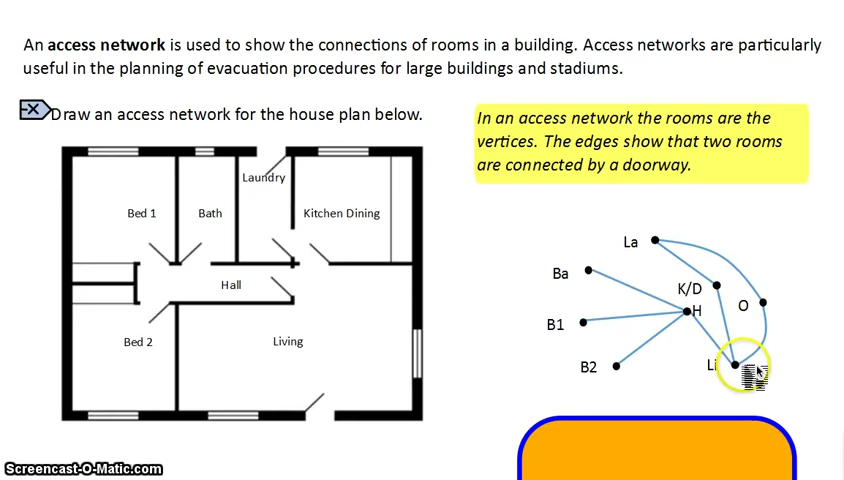 An access network is used to show the connections of rooms in a building. Access networks are particularly
useful in the planning of evacuation procedures for large buildings and stadiums.
Draw an access network for the house plan below.
In an access network the rooms are the
vertices. The edges show that two rooms
are connected by a doorway.
Laundry
Bed 1
Bath
Kitchen Dining
Hall
Bed 2
Living
La
Ba
K/D
H
O
B1
B2
Li
Screencast-O-Matic.com